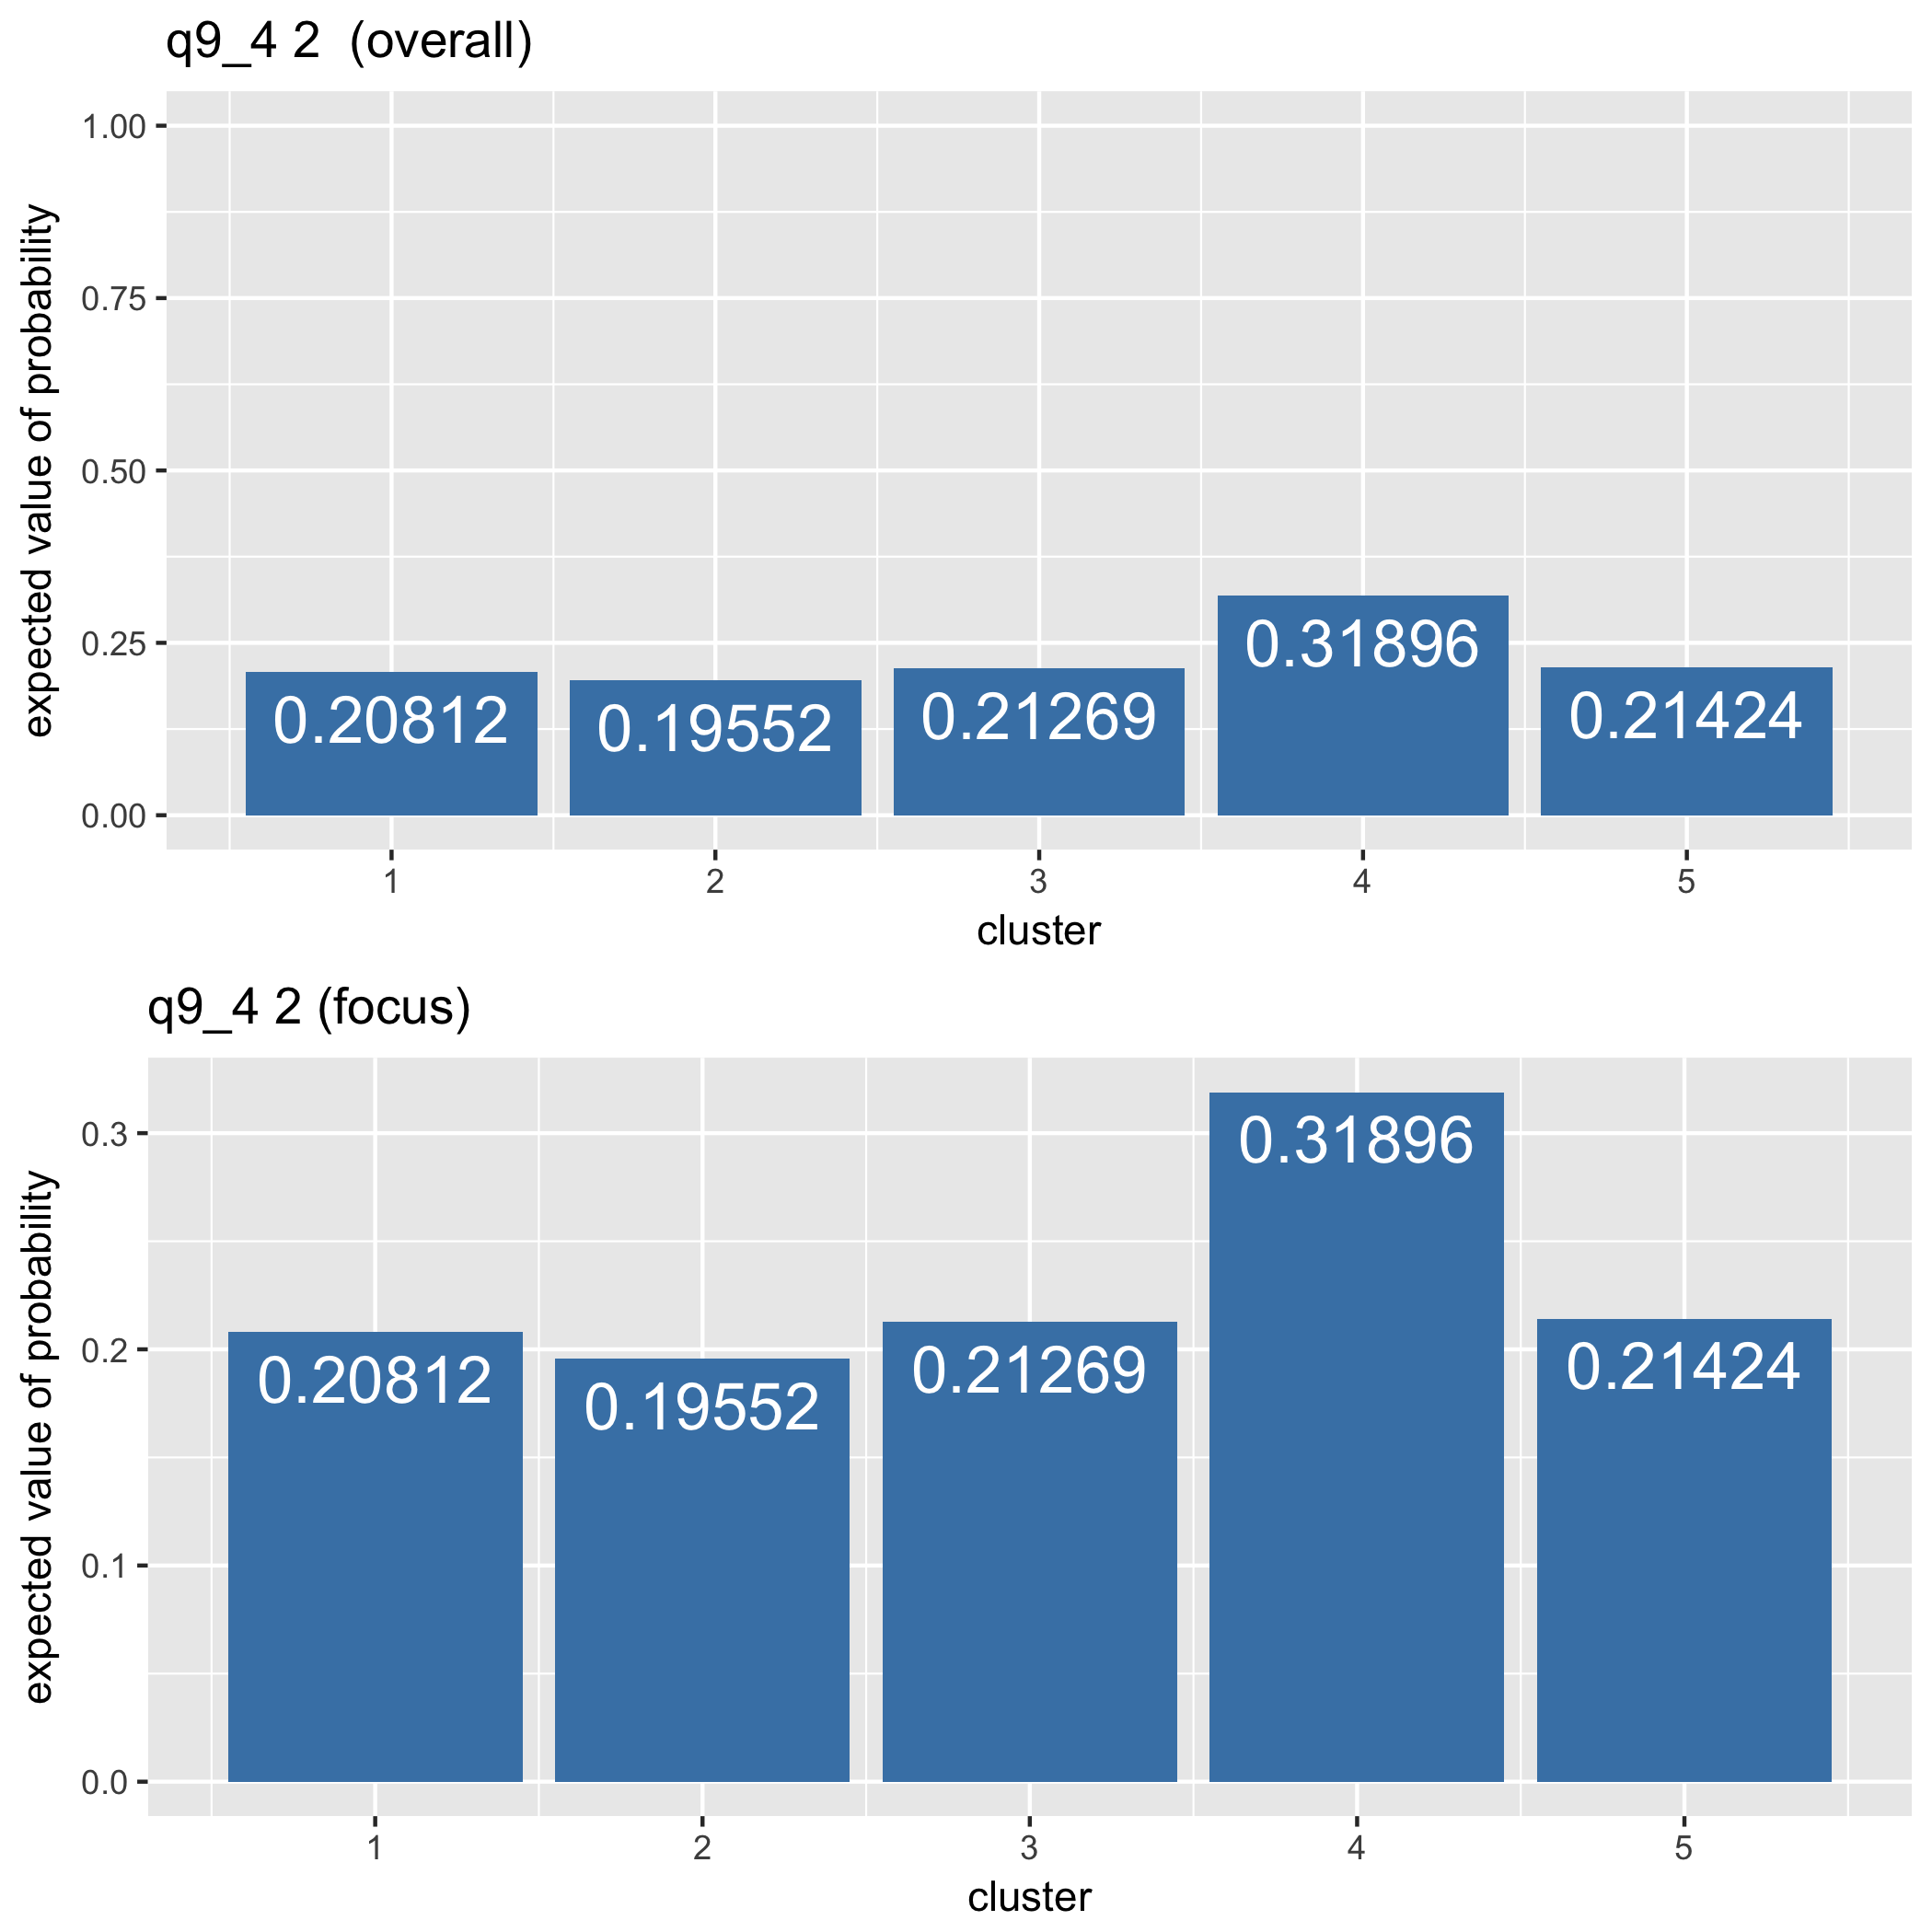 q9_4 2  (overall)
expected value of probability
1.00
0.75
0.50
0.25
0.00
0.20812
0.19552
0.21269
0.31896
0.21424
1 2 3 4 5
cluster
q9_4 2 (focus)
expected value of probability
0.3
0.2
0.1
0.0
0.20812
0.19552
0.21269
0.31896
0.21424
1 2 3 4 5
cluster